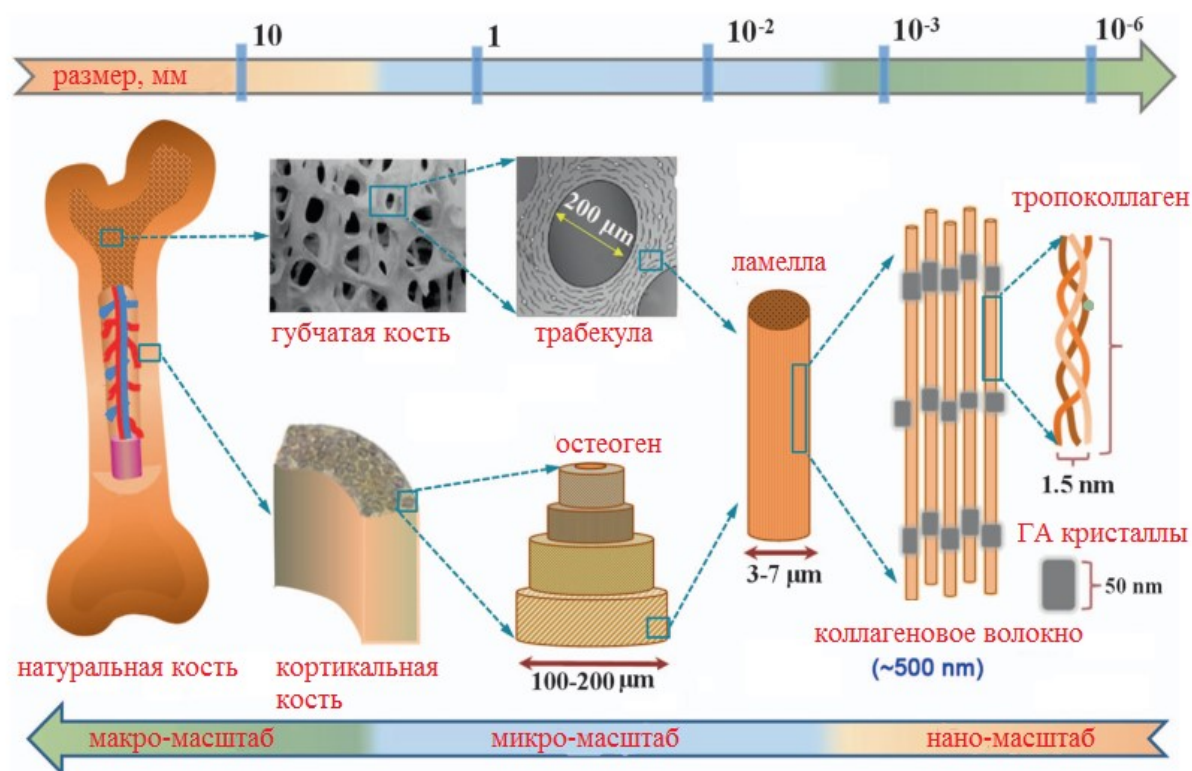 10
1
10-2
10-3
10-6
размер, мм
200 µm
тропоколлаген
ламелла
губчатая кость
трабекула
остеоген
1.5 nm
ГА кристаллы
3-7 µm
50 nm
коллагеновое волокно
(~500 nm)
натуральная кость
кортикальная
кость
100-200 µm
макро-масштаб
микро-масштаб
нано-масштаб